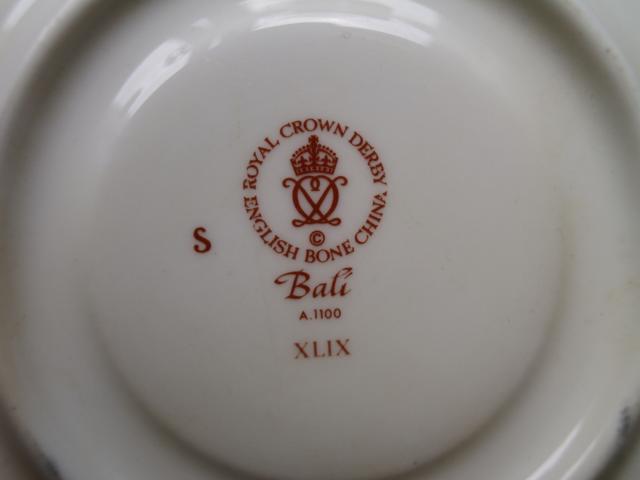 ROYAL CROWN DERBY
ENGLISH BONE CHINA
©
S
Bali
A.1100
XLIX